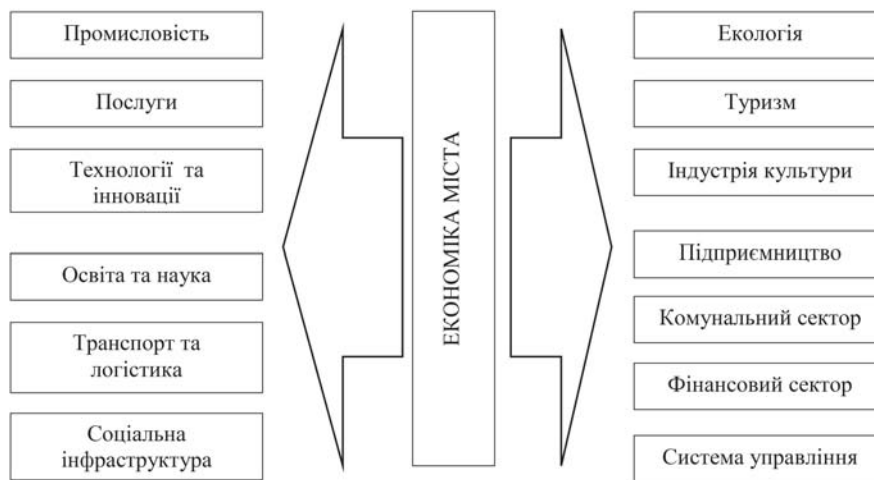 Промисловість
Послуги
Технології та
інновації
Освіта та наука
Транспорт та
логістика
Соціальна
інфраструктура
ЕКОНОМІКА МІСТА
Екологія
Туризм
Індустрія культури
Підприємництво
Комунальний сектор
Фінансовий сектор
Система управління